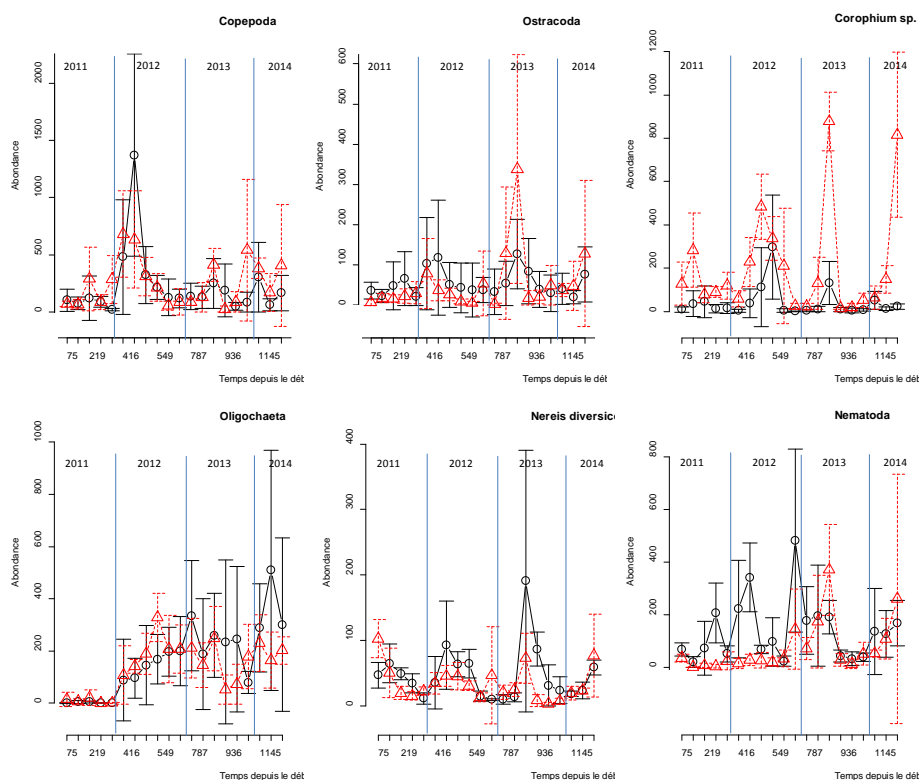 Copepoda
2011 2012 2013 2014
Abondance
0 500 1000 1500 2000
75 219 416 549 787 936 1145
Temps depuis le déb
Ostracoda
2011 2012 2013 2014
Abondance
0 100 200 300 400 500 600
75 219 416 549 787 936 1145
Temps depuis le déb
Corophium sp.
2011 2012 2013 2014
Abondance
0 200 400 600 800 1000 1200
75 219 416 549 787 936 1145
Temps depuis le déb
Oligochaeta
2011 2012 2013 2014
Abondance
0 200 400 600 800 1000
75 219 416 549 787 936 1145
Temps depuis le déb
Nereis diversic
2011 2012 2013 2014
Abondance
0 100 200 300 400
75 219 416 549 787 936 1145
Temps depuis le déb
Nematoda
2011 2012 2013 2014
Abondance
0 200 400 600 800
75 219 416 549 787 936 1145
Temps depuis le déb